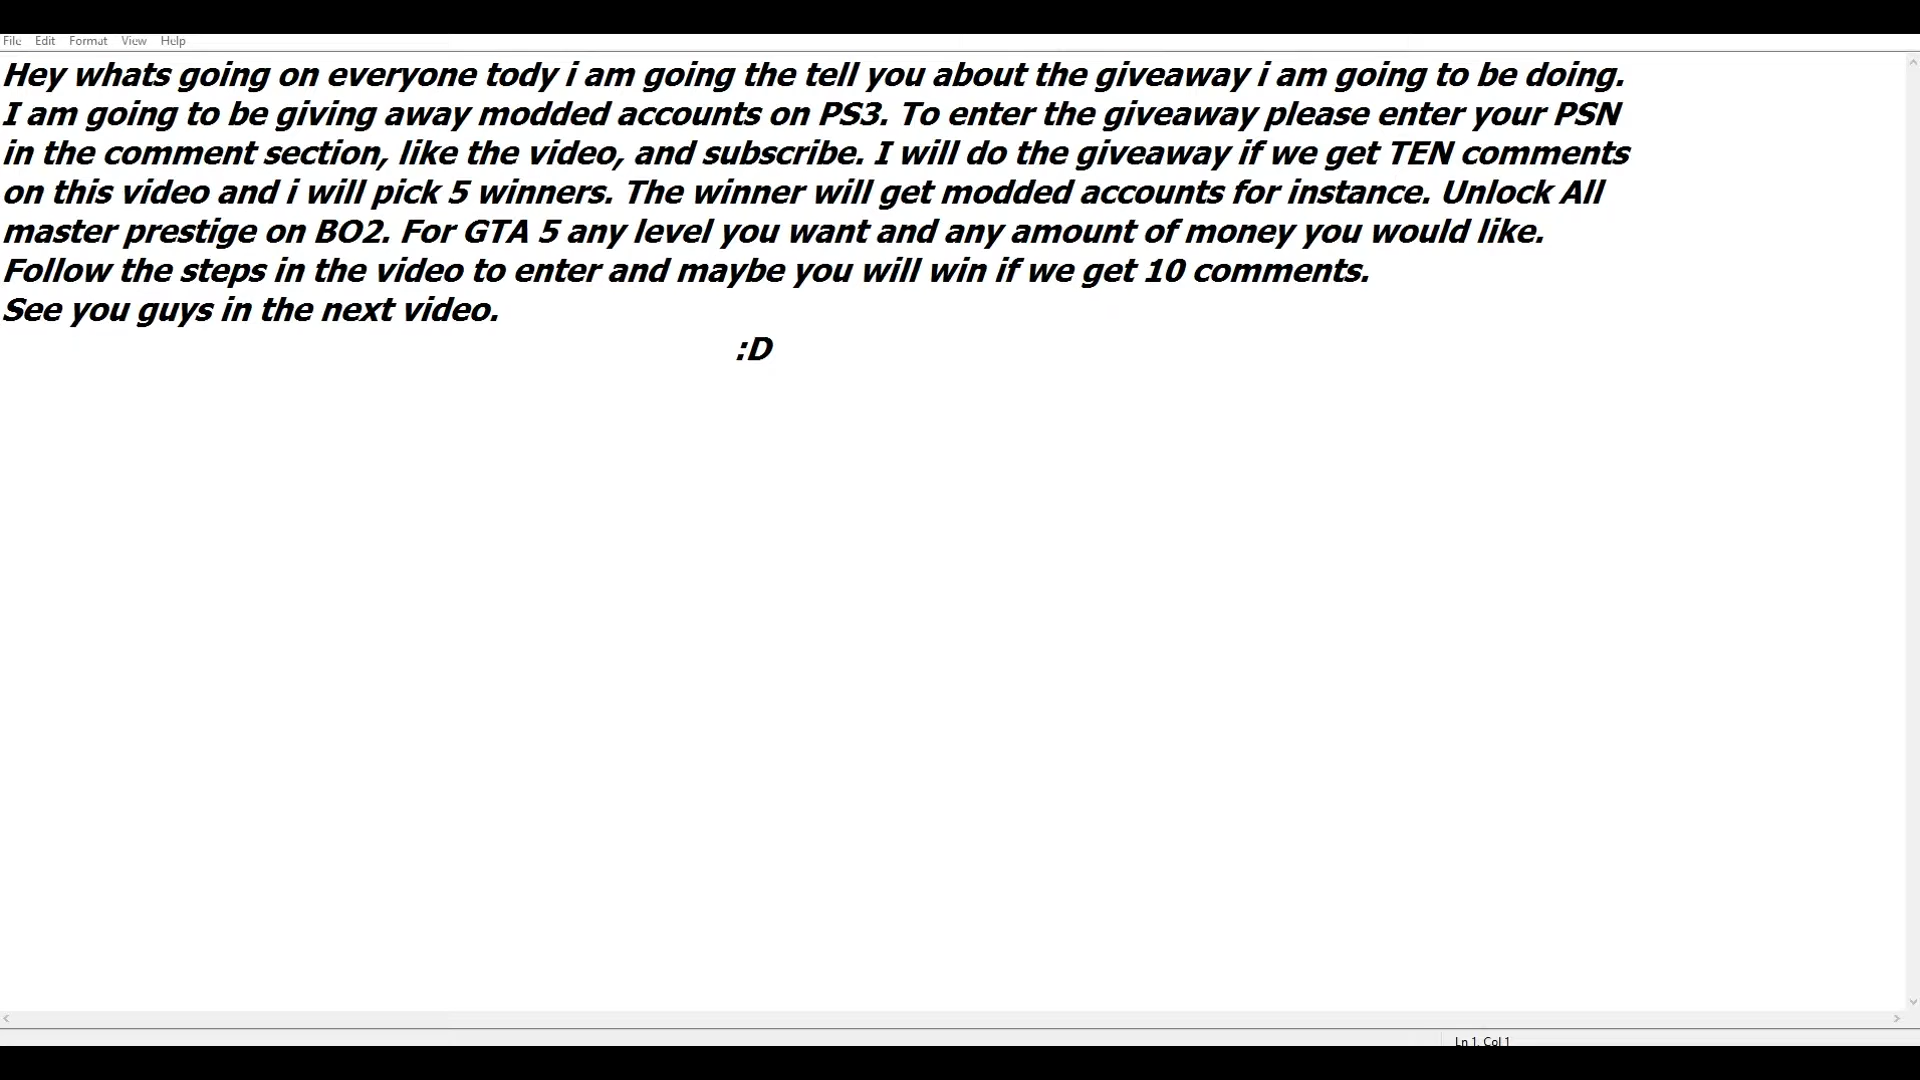 File Edit Format View Help
Hey whats going on everyone tody i am going the tell you about the giveaway i am going to be doing.
I am going to be giving away modded accounts on PS3. To enter the giveaway please enter your PSN
in the comment section, like the video, and subscribe. I will do the giveaway if we get TEN comments
on this video and i will pick 5 winners. The winner will get modded accounts for instance. Unlock All
master prestige on BO2. For GTA 5 any level you want and any amount of money you would like.
Follow the steps in the video to enter and maybe you will win if we get 10 comments.
See you guys in the next video.
:D
Ln 1, Col 1